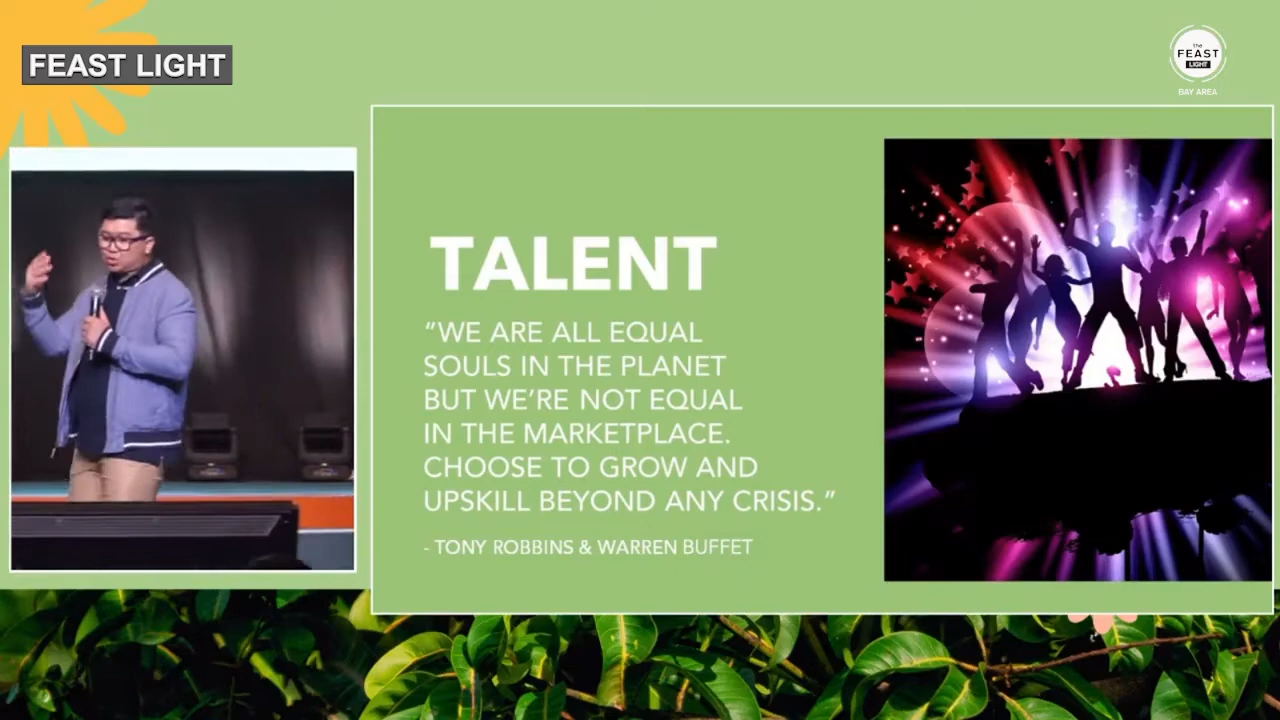 FEAST LIGHT
the
FEAST
LIGHT
BAY AREA
TALENT
“WE ARE ALL EQUAL
SOULS IN THE PLANET
BUT WE’RE NOT EQUAL
IN THE MARKETPLACE.
CHOOSE TO GROW AND
UPSKILL BEYOND ANY CRISIS.”
- TONY ROBBINS & WARREN BUFFET